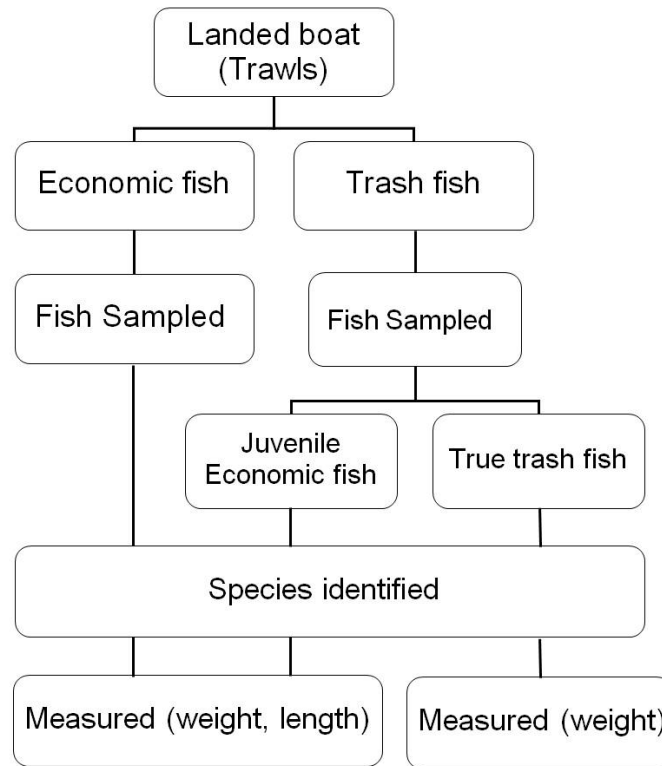 Landed boat
(Trawls)
Economic fish
Trash fish
Fish Sampled
Fish Sampled
Juvenile
Economic fish
True trash fish
Species identified
Measured (weight, length)
Measured (weight)